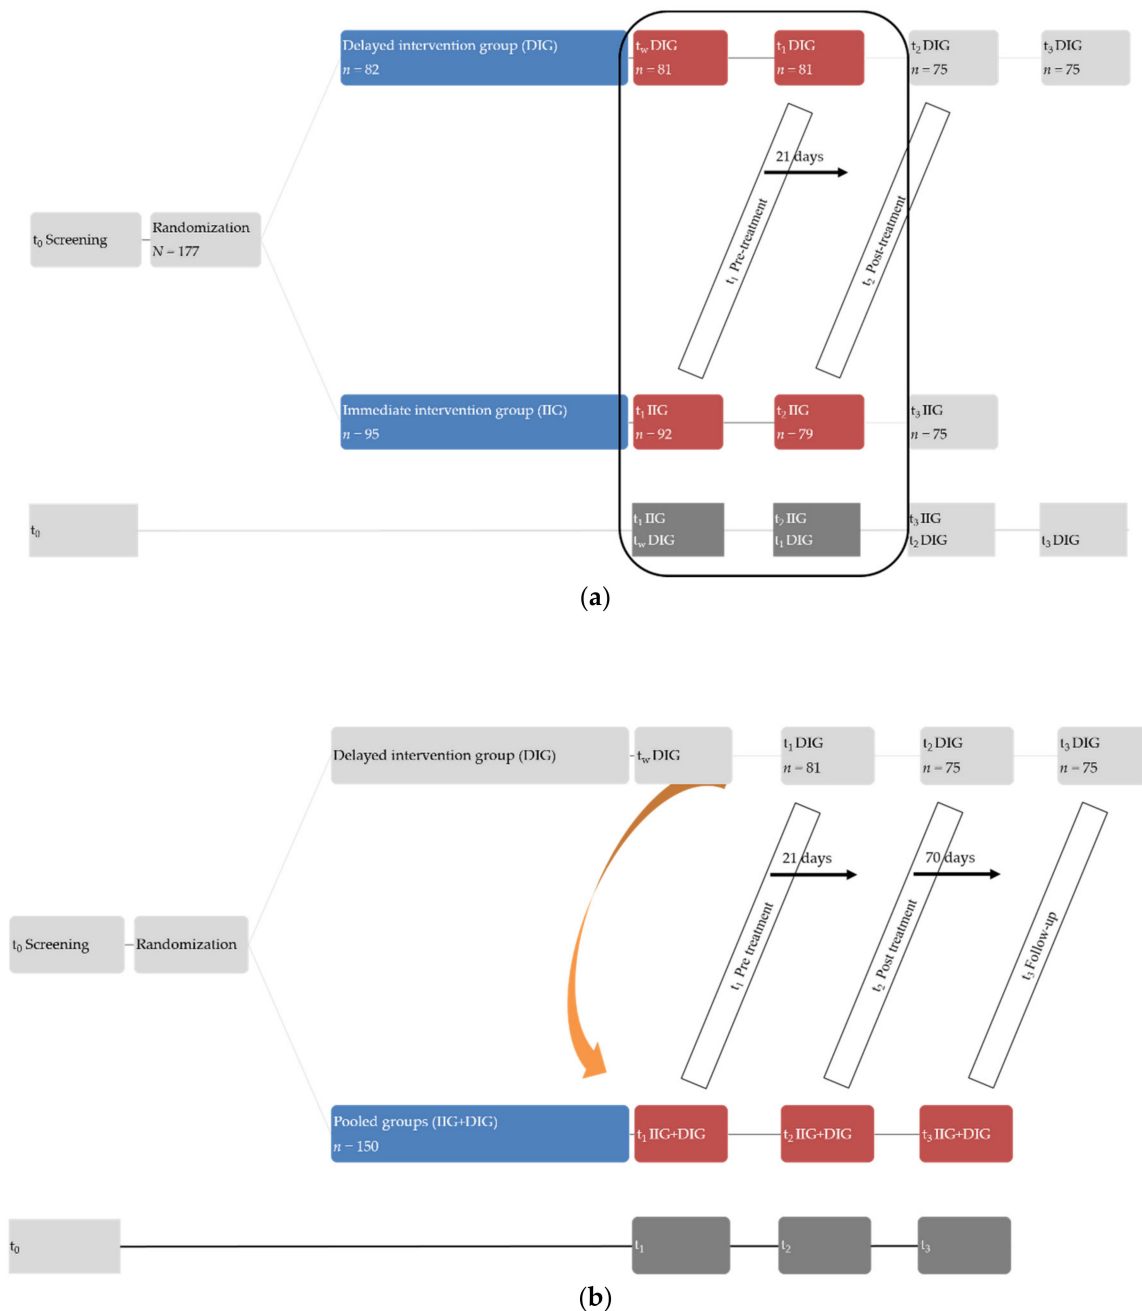 Delayed intervention group (DIG)
n = 82
tw DIG
n = 81
t1 DIG
n = 81
t2 DIG
n = 75
t3 DIG
n = 75
21 days
t1 Pre-treatment
t2 Post-treatment
t0 Screening
Randomization
N = 177
Immediate intervention group (IIG)
n = 95
t1 IIG
n = 92
t2 IIG
n = 79
t3 IIG
n = 75
t0
t1 IIG
tw DIG
t2 IIG
t1 DIG
t3 IIG
t2 DIG
t3 DIG
(a)
Delayed intervention group (DIG)
tw DIG
t1 DIG
n = 81
t2 DIG
n = 75
t3 DIG
n = 75
21 days
70 days
t1 Pre treatment
t2 Post treatment
t3 Follow-up
t0 Screening
Randomization
Pooled groups (IIG+DIG)
n = 150
t1 IIG+DIG
t2 IIG+DIG
t3 IIG+DIG
t0
t1
t2
t3
(b)